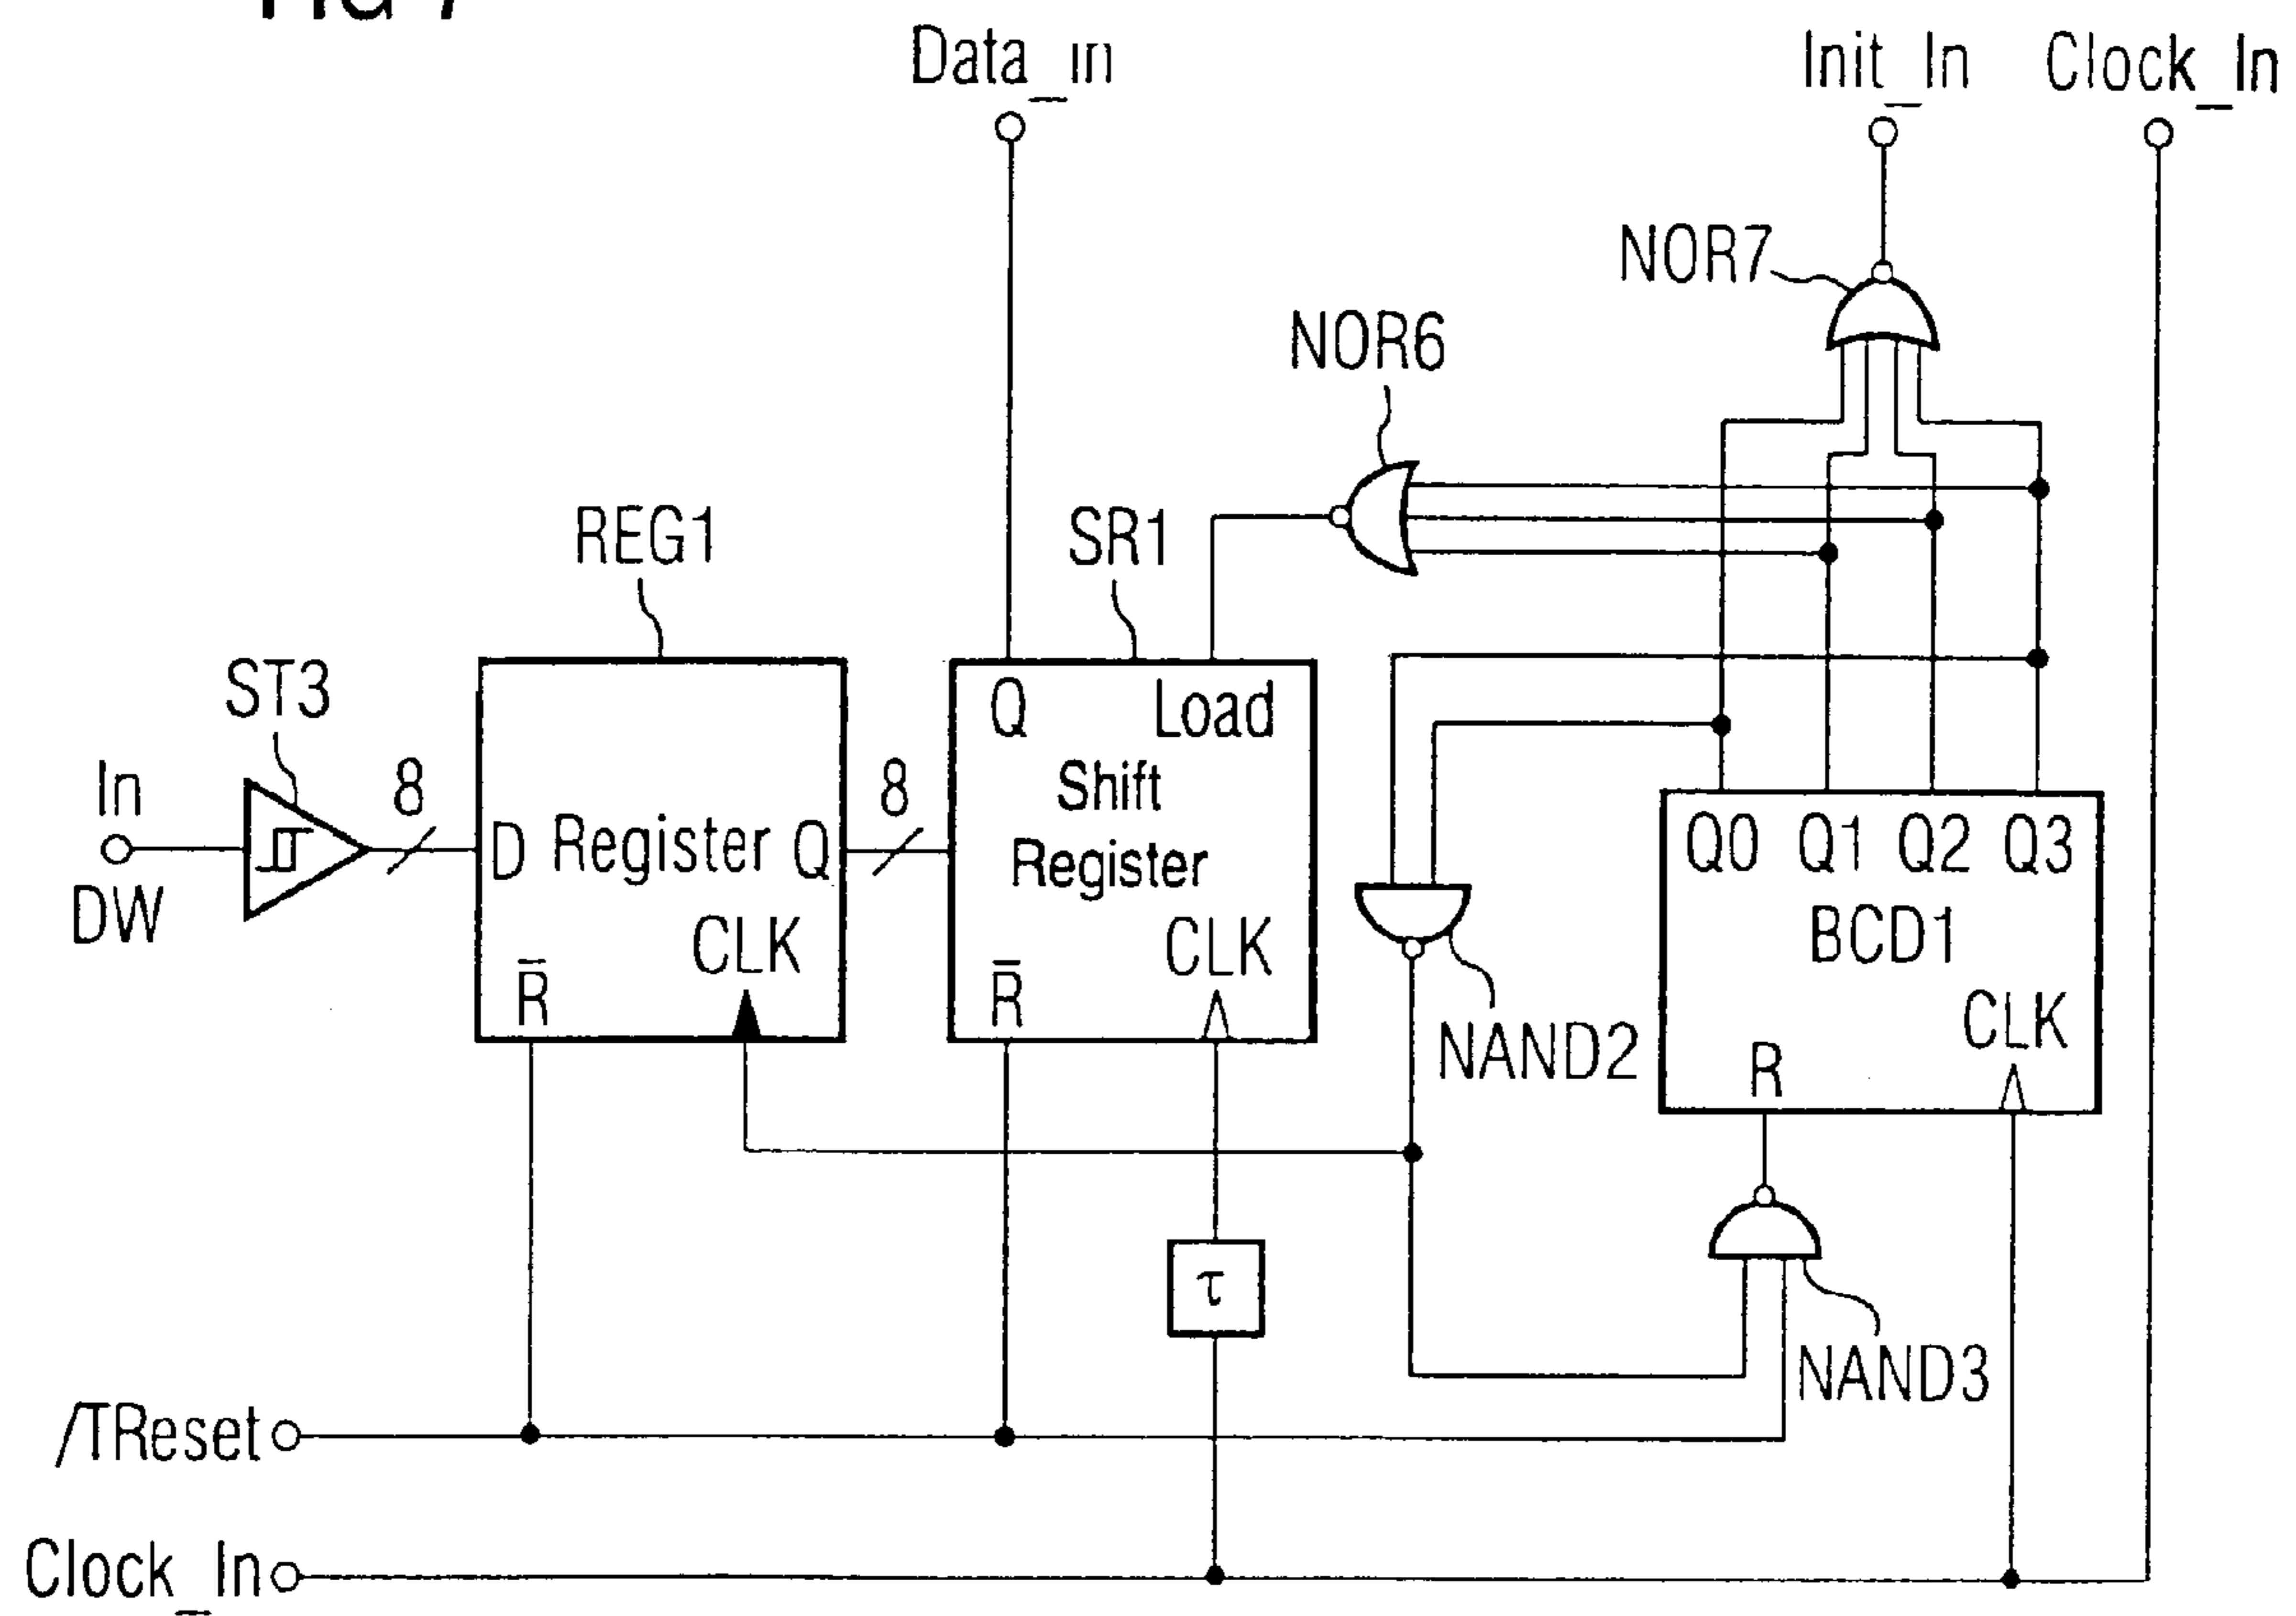 Data_in
Init_In
Clock_In
NOR7
NOR6
REG1
SR1
ST3
In
DW
8
D Register Q
CLK
R̅
8
Q Load
Shift
Register
CLK
R̅
NAND2
Q0 Q1 Q2 Q3
BCD1
CLK
R
τ
NAND3
/TReset
Clock_In